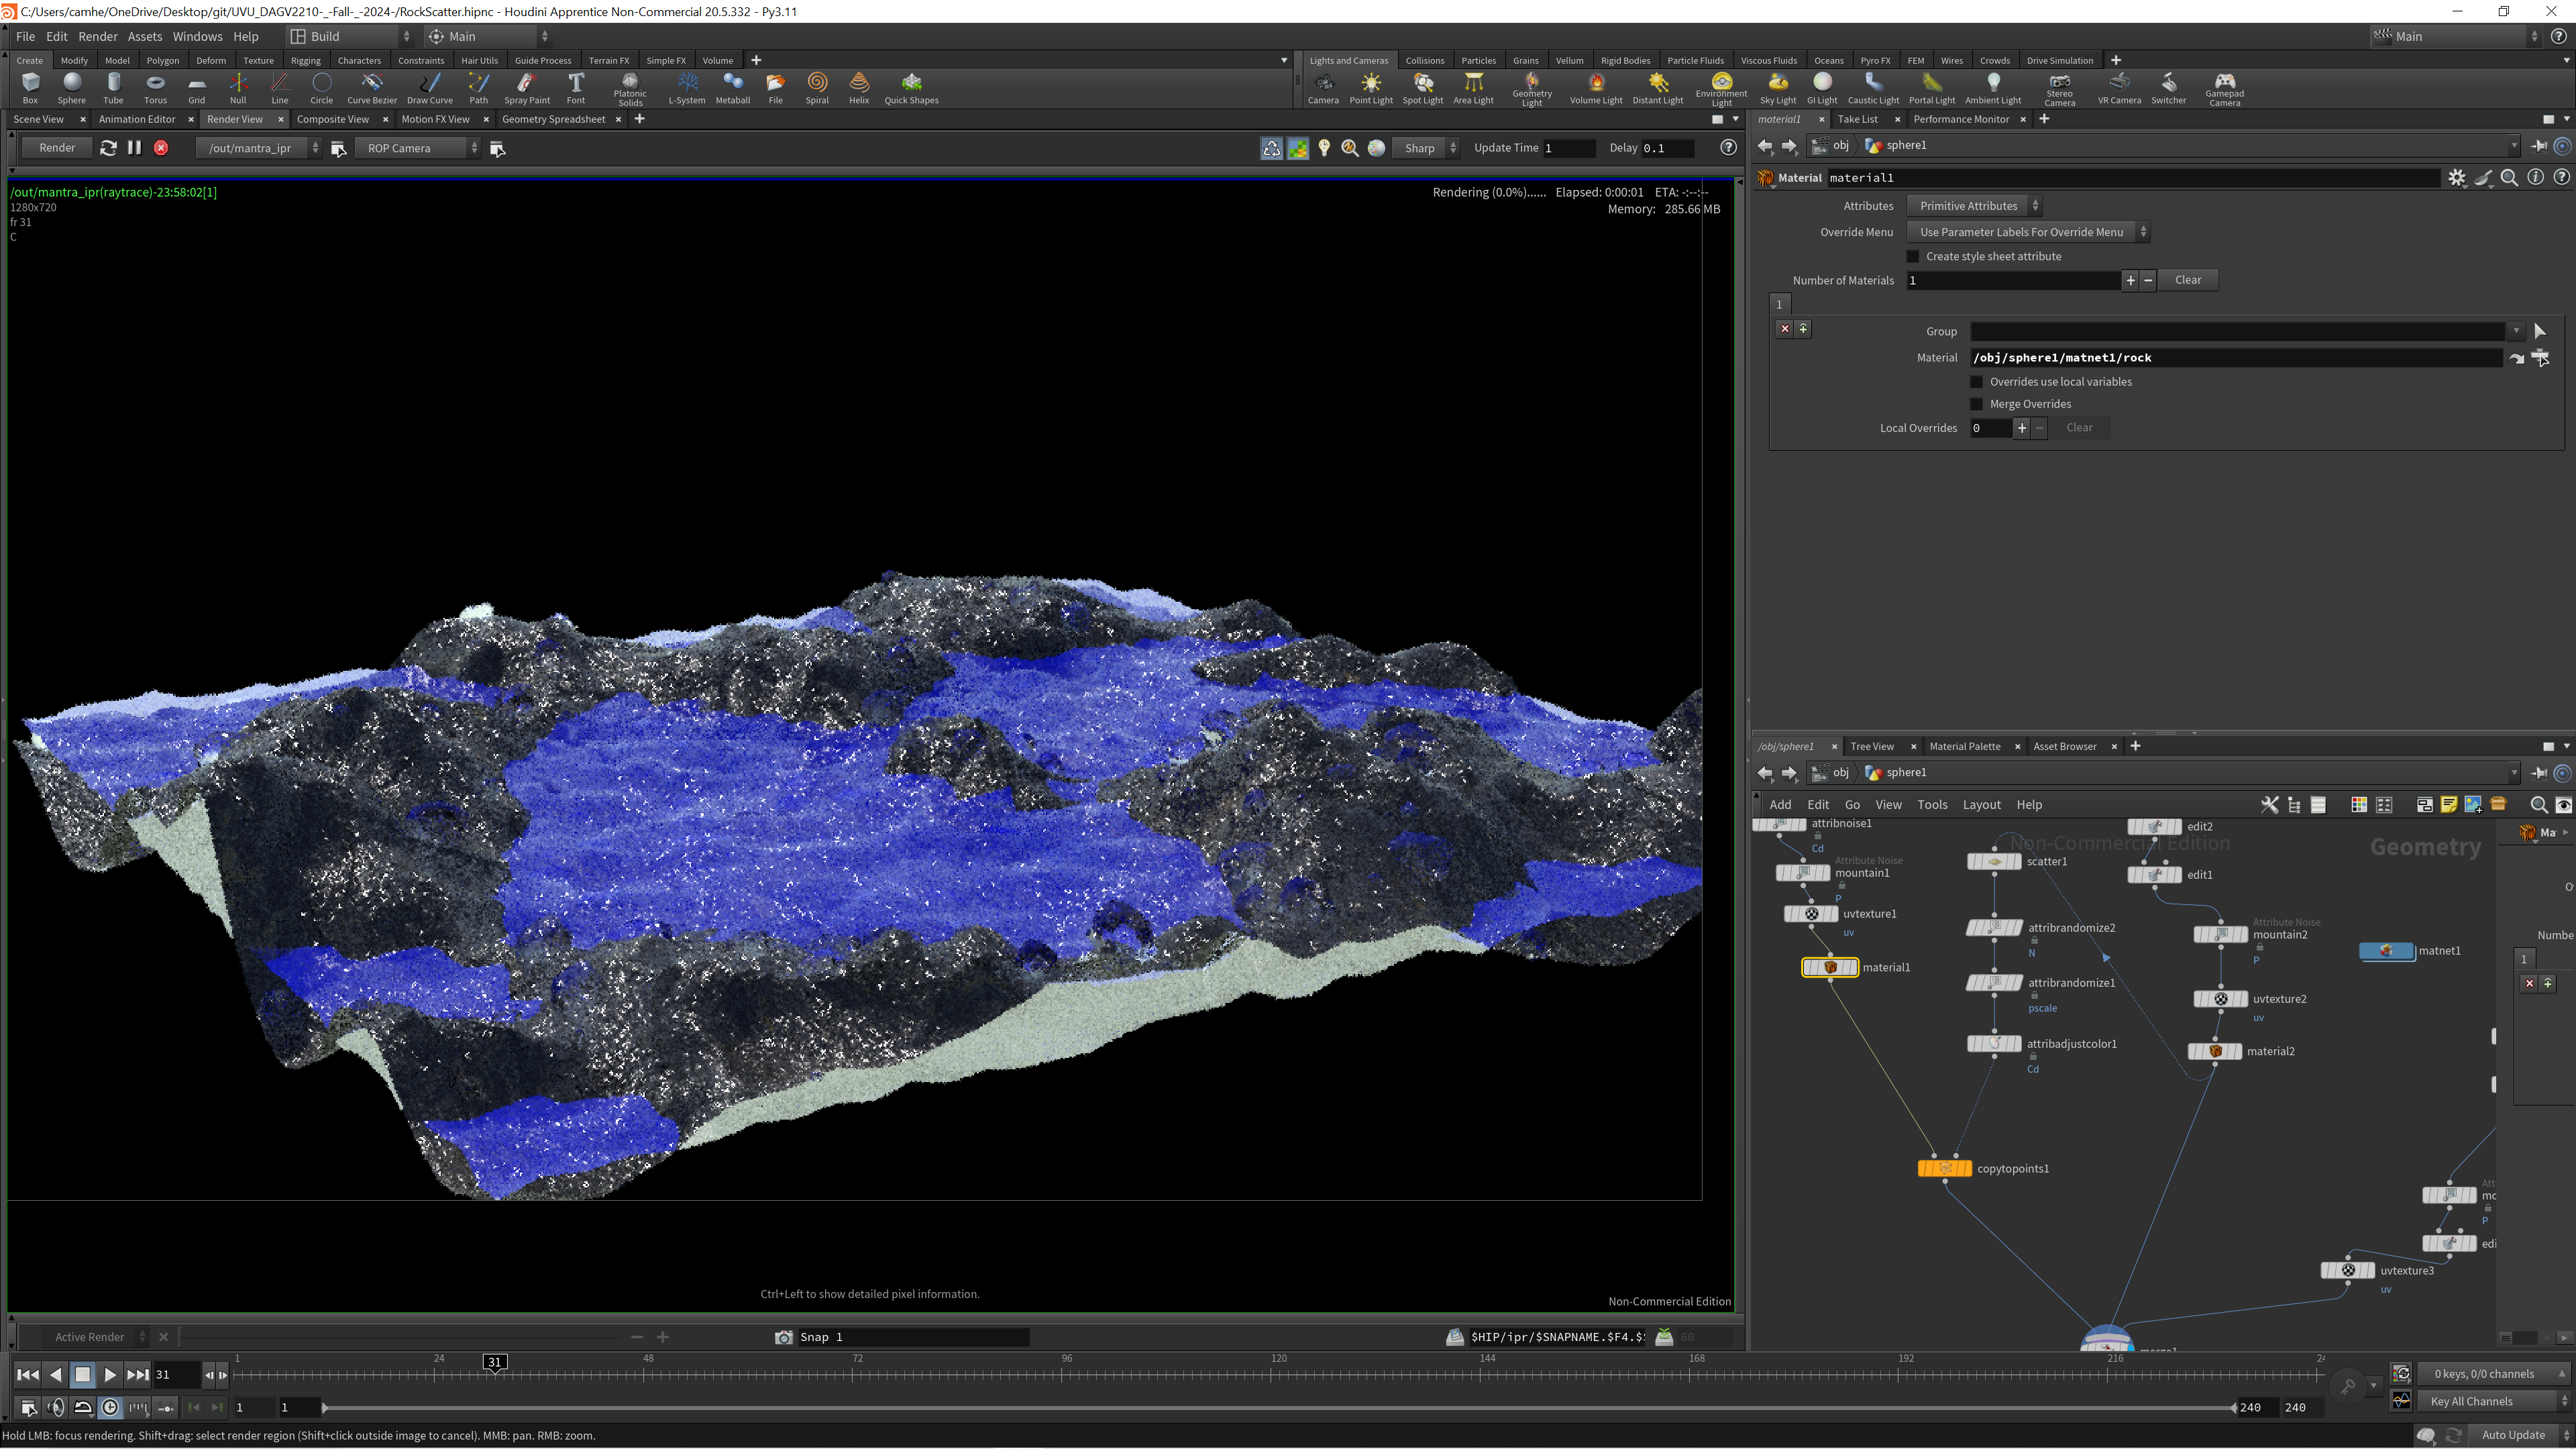 C:/Users/camhe/OneDrive/Desktop/git/UVU_DAGV2210-_-Fall-_-2024-/RockScatter.hipnc - Houdini Apprentice Non-Commercial 20.5.332 - Py3.11
File Edit Render Assets Windows Help Build Main Main
Create Modify Model Polygon Deform Texture Rigging Characters Constraints Hair Utils Guide Process Terrain FX Simple FX Volume
Lights and Cameras Collisions Particles Grains Vellum Rigid Bodies Particle Fluids Viscous Fluids Oceans Pyro FX FEM Wires Crowds Drive Simulation
Box Sphere Tube Torus Grid Null Line Circle Curve Bezier Draw Curve Path Spray Paint Font Platonic Solids L-System Metaball File Spiral Helix Quick Shapes
Camera Point Light Spot Light Area Light Geometry Light Volume Light Distant Light Environment Light Sky Light GI Light Caustic Light Portal Light Ambient Light Stereo Camera VR Camera Switcher Gamepad Camera
Scene View Animation Editor Render View Composite View Motion FX View Geometry Spreadsheet
Render /out/mantra_ipr ROP Camera Sharp Update Time 1 Delay 0.1
/out/mantra_ipr(raytrace)-23:58:02[1]
1280x720
fr 31
C
Rendering (0.0%)...... Elapsed: 0:00:01 ETA: -:--:--
Memory: 285.66 MB
Ctrl+Left to show detailed pixel information.
Non-Commercial Edition
material1 Take List Performance Monitor
obj sphere1
Material material1
Attributes Primitive Attributes
Override Menu Use Parameter Labels For Override Menu
Create style sheet attribute
Number of Materials 1 Clear
1
Group
Material /obj/sphere1/matnet1/rock
Overrides use local variables
Merge Overrides
Local Overrides 0 Clear
/obj/sphere1 Tree View Material Palette Asset Browser
obj sphere1
Add Edit Go View Tools Layout Help
Non-Commercial Edition
Geometry
attribnoise1
Cd
Attribute Noise
mountain1
P
uvtexture1
uv
material1
scatter1
attribrandomize2
N
attribrandomize1
pscale
attribadjustcolor1
Cd
copytopoints1
edit2
edit1
Attribute Noise
mountain2
P
uvtexture2
uv
material2
matnet1
Att
mo
P
edi
uvtexture3
uv
merge1
Ma
O
Numbe
1
Active Render Snap 1 $HIP/ipr/$SNAPNAME.$F4.$ 60
31 1 24 31 48 72 96 120 144 168 192 216 24
0 keys, 0/0 channels
1 1 240 240
Key All Channels
Hold LMB: focus rendering. Shift+drag: select render region (Shift+click outside image to cancel). MMB: pan. RMB: zoom.
Auto Update